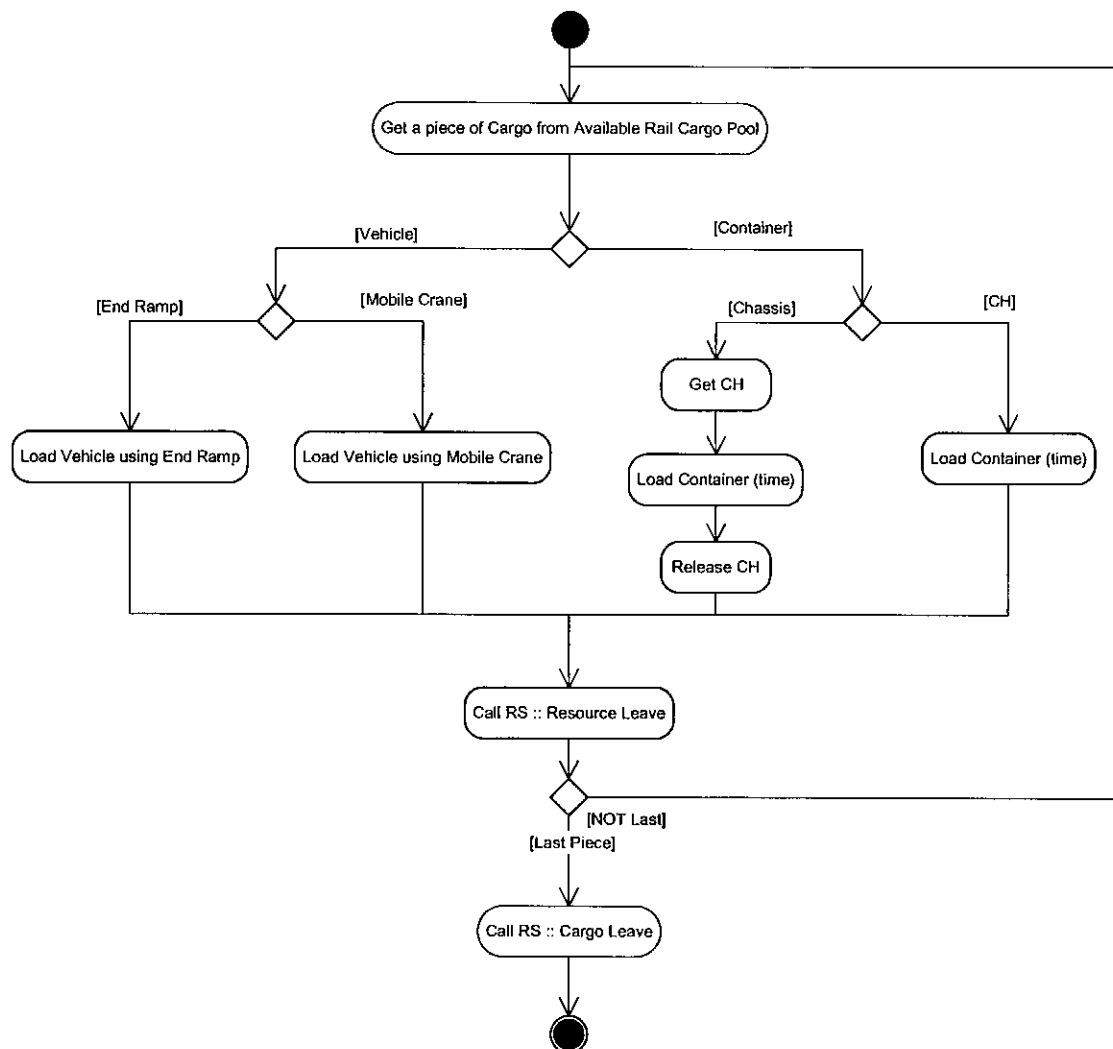 Get a piece of Cargo from Available Rail Cargo Pool
[Vehicle]
[Container]
[End Ramp]
[Mobile Crane]
[Chassis]
[CH]
Get CH
Load Vehicle using End Ramp
Load Vehicle using Mobile Crane
Load Container (time)
Load Container (time)
Release CH
Call RS :: Resource Leave
[NOT Last]
[Last Piece]
Call RS :: Cargo Leave